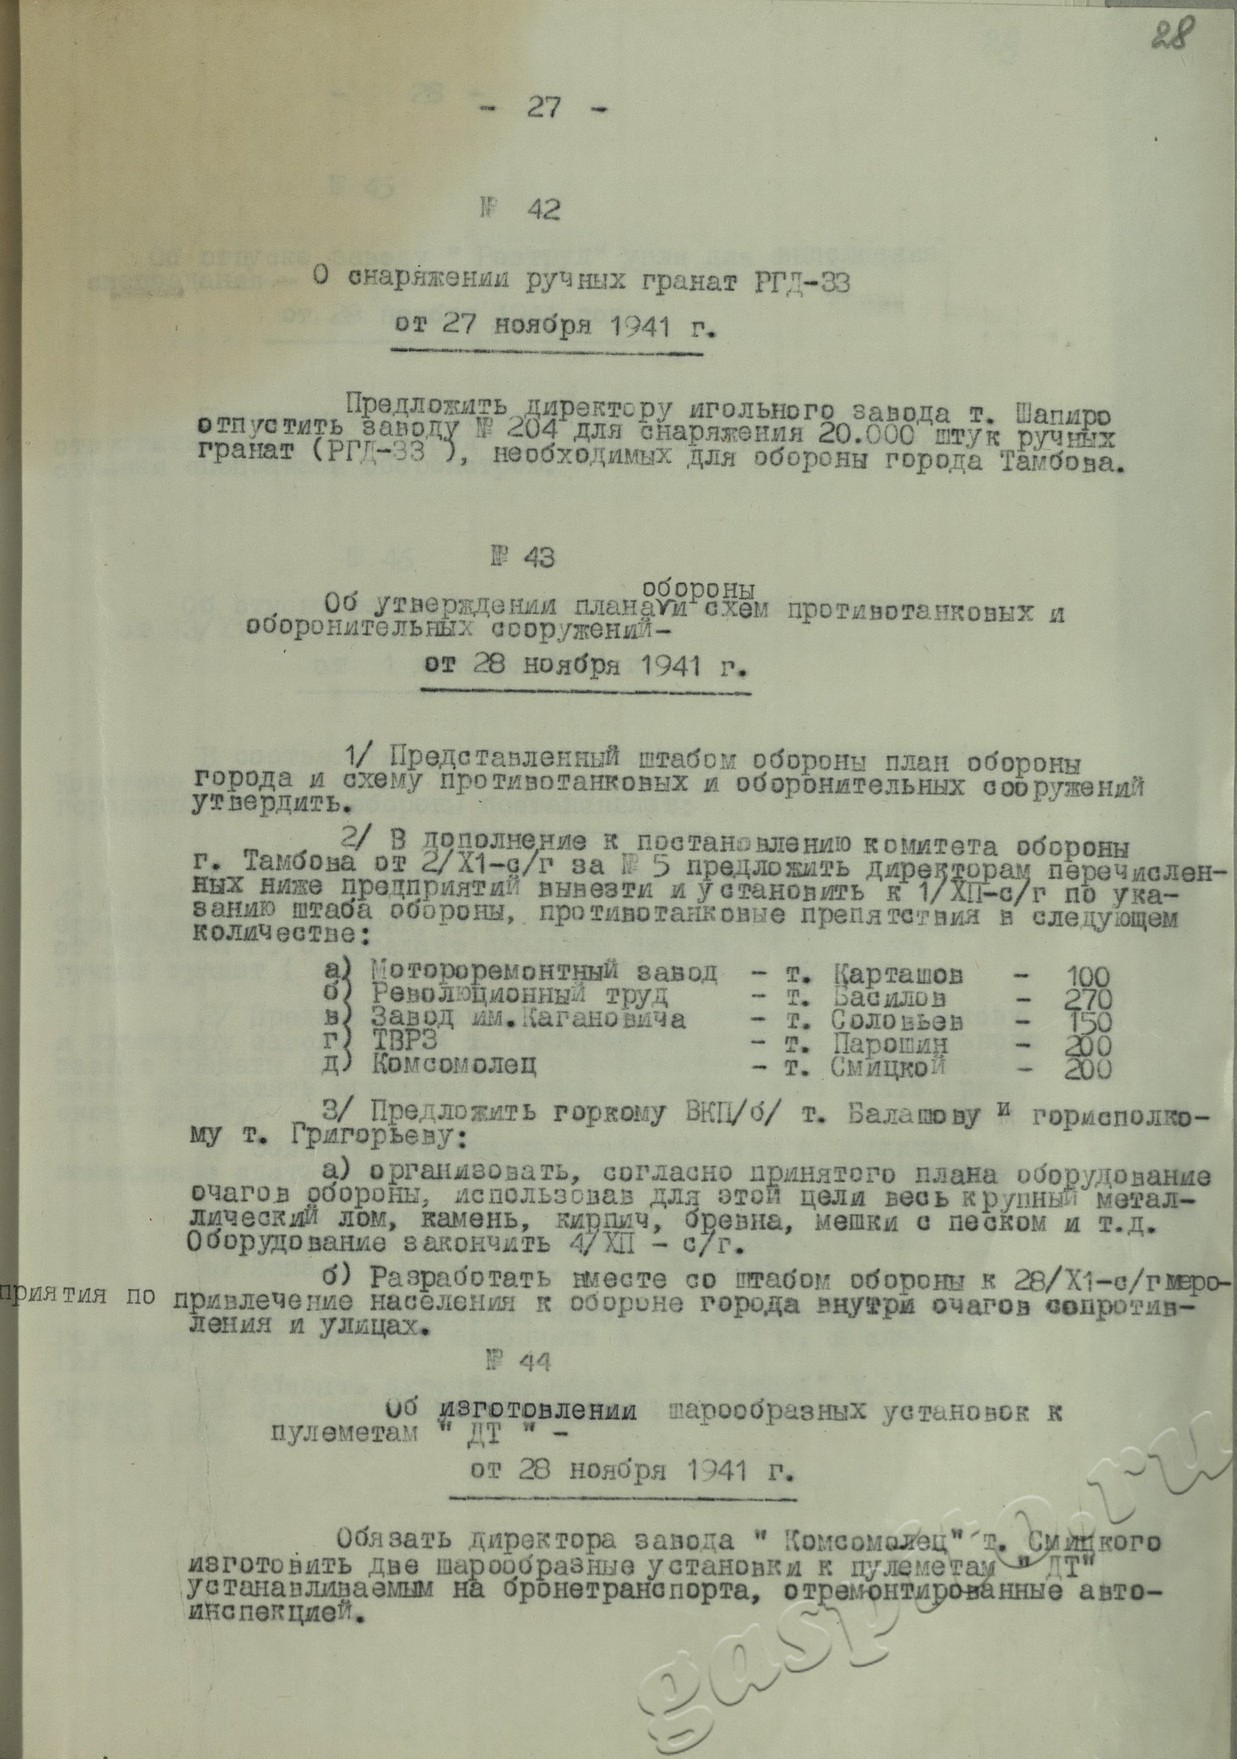 28
- 27 -
№ 42
О снаряжении ручных гранат РГД-33
от 27 ноября 1941 г.
Предложить директору игольного завода т. Шапиро
отпустить заводу № 204 для снаряжения 20.000 штук ручных
гранат (РГД-33 ), необходимых для обороны города Тамбова.
№ 43
обороны
Об утверждении плана и схем противотанковых и
оборонительных сооружений-
от 28 ноября 1941 г.
1/ Представленный штабом обороны план обороны
города и схему противотанковых и оборонительных сооружений
утвердить.
2/ В дополнение к постановлению комитета обороны
г. Тамбова от 2/X1-с/г за № 5 предложить директорам перечислен-
ных ниже предприятий вывезти и установить к 1/ХП-с/г по ука-
занию штаба обороны, противотанковые препятствия в следующем
количестве:
а) Мотороремонтный завод - т. Карташов - 100
б) Революционный труд - т. Басилов - 270
в) Завод им.Кагановича - т. Соловьев - 150
г) ТВРЗ - т. Парошин - 200
д) Комсомолец - т. Смицкой - 200
3/ Предложить горкому ВКП/б/ т. Балашову и горисполко-
му т. Григорьеву:
а) организовать, согласно принятого плана оборудование
очагов обороны, использовав для этой цели весь крупный метал-
лический лом, камень, кирпич, бревна, мешки с песком и т.д.
Оборудование закончить 4/ХП - с/г.
б) Разработать вместе со штабом обороны к 28/X1-с/г меро-
приятия по привлечение населения к обороне города внутри очагов сопротив-
ления и улицах.
№ 44
Об изготовлении шарообразных установок к
пулеметам " ДТ " -
от 28 ноября 1941 г.
Обязать директора завода " Комсомолец" т. Смицкого
изготовить две шарообразные установки к пулеметам " ДТ"
устанавливаемым на бронетранспорта, отремонтированные авто-
инспекцией.